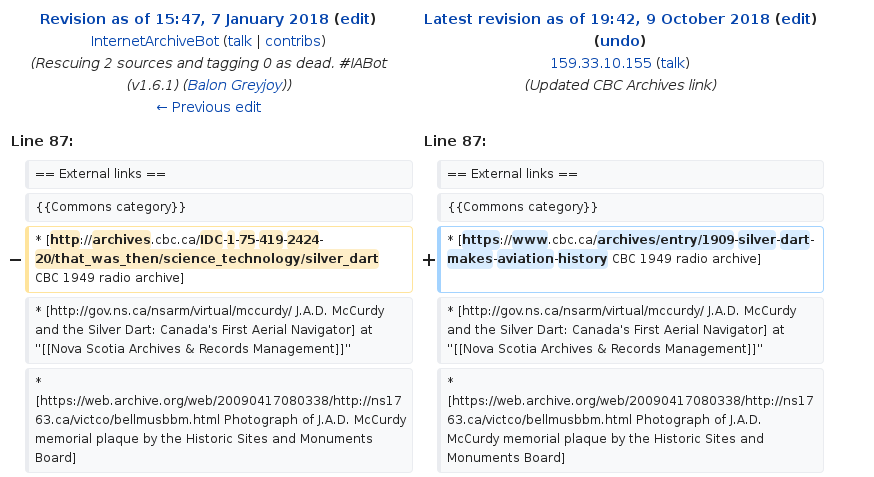 Revision as of 15:47, 7 January 2018 (edit)
InternetArchiveBot (talk | contribs)
(Rescuing 2 sources and tagging 0 as dead. #IABot
(v1.6.1) (Balon Greyjoy))
← Previous edit
Latest revision as of 19:42, 9 October 2018 (edit)
(undo)
159.33.10.155 (talk)
(Updated CBC Archives link)
Line 87:
Line 87:
== External links ==
== External links ==
{{Commons category}}
{{Commons category}}
−
* [http://archives.cbc.ca/IDC-1-75-419-2424-
20/that_was_then/science_technology/silver_dart
CBC 1949 radio archive]
+
* [https://www.cbc.ca/archives/entry/1909-silver-dart-
makes-aviation-history CBC 1949 radio archive]
* [http://gov.ns.ca/nsarm/virtual/mccurdy/ J.A.D. McCurdy
and the Silver Dart: Canada's First Aerial Navigator] at
''[[Nova Scotia Archives & Records Management]]''
* [http://gov.ns.ca/nsarm/virtual/mccurdy/ J.A.D. McCurdy
and the Silver Dart: Canada's First Aerial Navigator] at
''[[Nova Scotia Archives & Records Management]]''
*
[https://web.archive.org/web/20090417080338/http://ns17
63.ca/victco/bellmusbbm.html Photograph of J.A.D. McCurdy
memorial plaque by the Historic Sites and Monuments
Board]
*
[https://web.archive.org/web/20090417080338/http://ns17
63.ca/victco/bellmusbbm.html Photograph of J.A.D.
McCurdy memorial plaque by the Historic Sites and
Monuments Board]